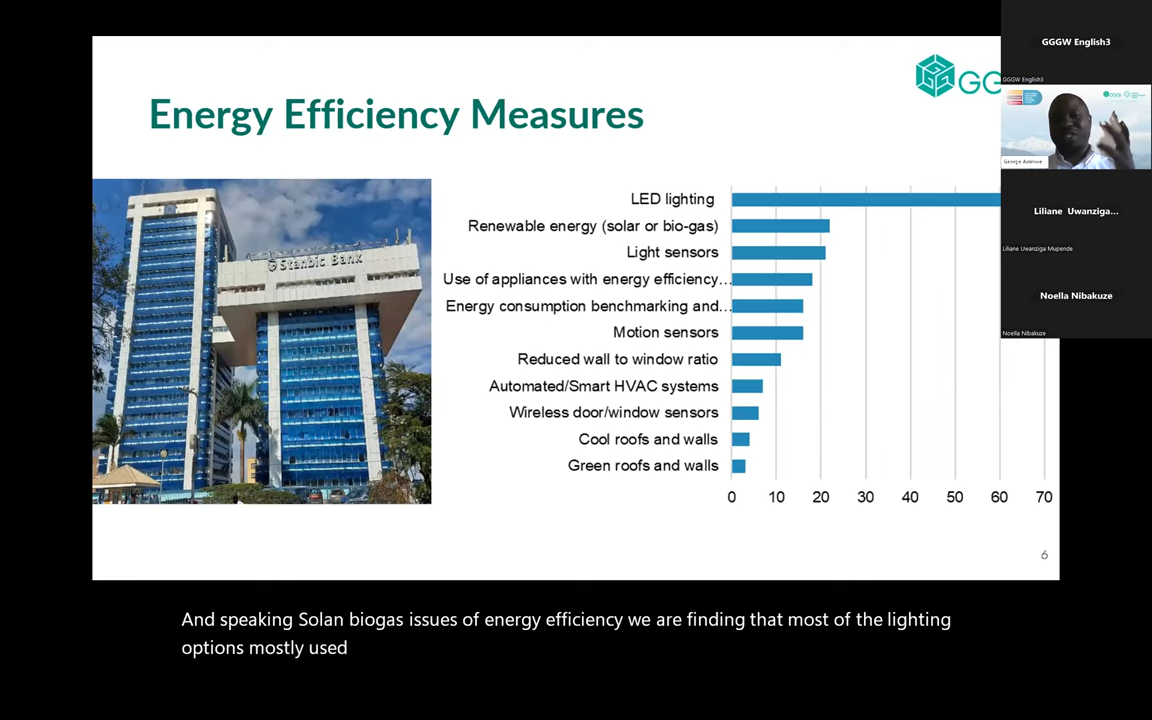 Energy Efficiency Measures
GG
Stanbic Bank
LED lighting
Renewable energy (solar or bio-gas)
Light sensors
Use of appliances with energy efficiency...
Energy consumption benchmarking and...
Motion sensors
Reduced wall to window ratio
Automated/Smart HVAC systems
Wireless door/window sensors
Cool roofs and walls
Green roofs and walls
0 10 20 30 40 50 60 70
6
GGGW English3
GGGW English3
Liliane Uwanziga...
Liliane Uwanziga Mupende
Noella Nibakuze
Noella Nibakuze
And speaking Solan biogas issues of energy efficiency we are finding that most of the lighting
options mostly used